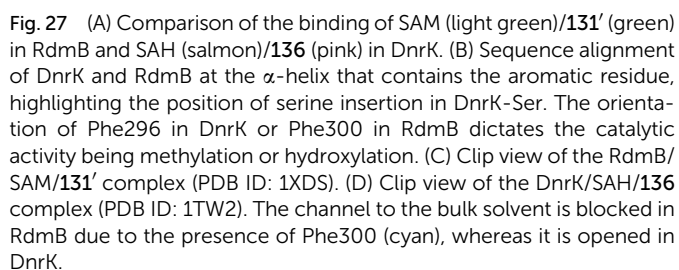 Fig. 27 (A) Comparison of the binding of SAM (light green)/131′ (green)
in RdmB and SAH (salmon)/136 (pink) in DnrK. (B) Sequence alignment
of DnrK and RdmB at the α-helix that contains the aromatic residue,
highlighting the position of serine insertion in DnrK-Ser. The orienta-
tion of Phe296 in DnrK or Phe300 in RdmB dictates the catalytic
activity being methylation or hydroxylation. (C) Clip view of the RdmB/
SAM/131′ complex (PDB ID: 1XDS). (D) Clip view of the DnrK/SAH/136
complex (PDB ID: 1TW2). The channel to the bulk solvent is blocked in
RdmB due to the presence of Phe300 (cyan), whereas it is opened in
DnrK.